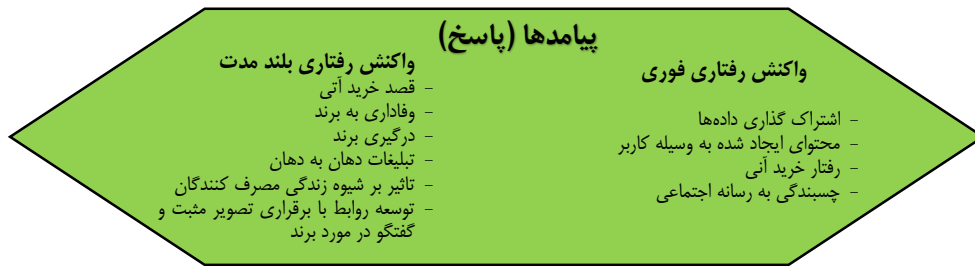 پیامدها (پاسخ)
واکنش رفتاری فوری
- اشتراک گذاری داده‌ها
- محتوای ایجاد شده به وسیله کاربر
- رفتار خرید آنی
- چسبندگی به رسانه اجتماعی
واکنش رفتاری بلند مدت
- قصد خرید آتی
- وفاداری به برند
- درگیری برند
- تبلیغات دهان به دهان
- تاثیر بر شیوه زندگی مصرف کنندگان
- توسعه روابط با برقراری تصویر مثبت و
گفتگو در مورد برند